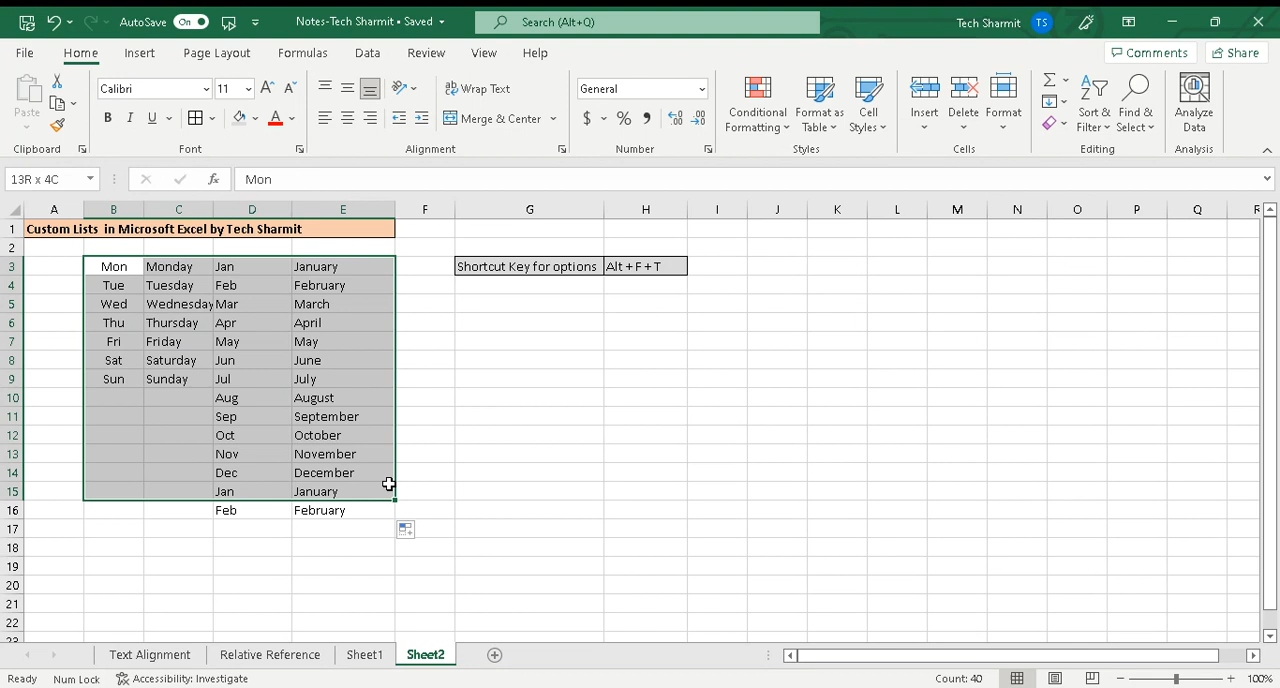 AutoSave On Notes-Tech Sharmit • Saved Search (Alt+Q) Tech Sharmit TS
File Home Insert Page Layout Formulas Data Review View Help Comments Share
Paste
Calibri 11
B I U
Wrap Text
Merge & Center
General
$ % ,
Conditional Formatting
Format as Table
Cell Styles
Insert Delete Format
Sort & Filter
Find & Select
Analyze Data
Clipboard Font Alignment Number Styles Cells Editing Analysis
13R x 4C fx Mon
A B C D E F G H I J K L M N O P Q R
1 Custom Lists in Microsoft Excel by Tech Sharmit
2
3 Mon Monday Jan January Shortcut Key for options Alt + F + T
4 Tue Tuesday Feb February
5 Wed Wednesday Mar March
6 Thu Thursday Apr April
7 Fri Friday May May
8 Sat Saturday Jun June
9 Sun Sunday Jul July
10 Aug August
11 Sep September
12 Oct October
13 Nov November
14 Dec December
15 Jan January
16 Feb February
17
18
19
20
21
22
23
Text Alignment Relative Reference Sheet1 Sheet2
Ready Num Lock Accessibility: Investigate Count: 40 100%